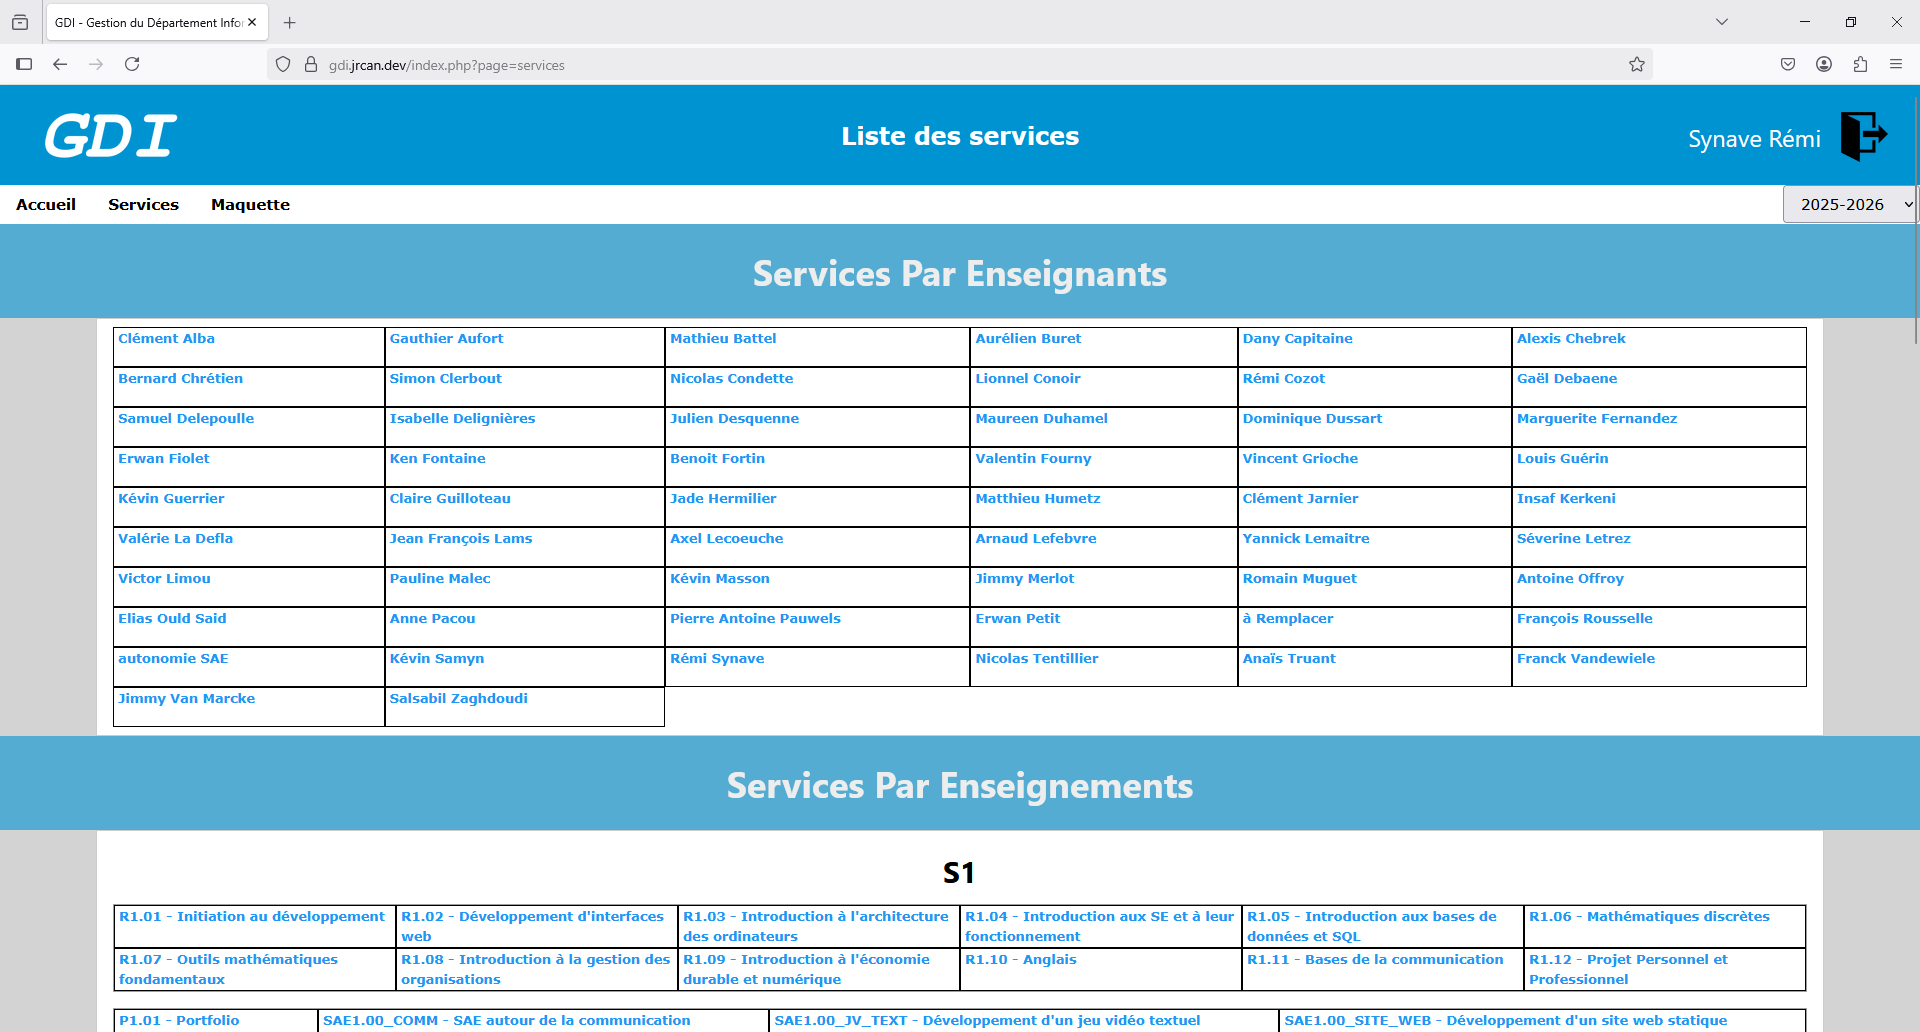 GDI - Gestion du Département Infor
gdi.jrcan.dev/index.php?page=services
GDI
Liste des services
Synave Rémi
Accueil Services Maquette 2025-2026
Services Par Enseignants
Clément Alba Gauthier Aufort Mathieu Battel Aurélien Buret Dany Capitaine Alexis Chebrek
Bernard Chrétien Simon Clerbout Nicolas Condette Lionnel Conoir Rémi Cozot Gaël Debaene
Samuel Delepoulle Isabelle Delignières Julien Desquenne Maureen Duhamel Dominique Dussart Marguerite Fernandez
Erwan Fiolet Ken Fontaine Benoit Fortin Valentin Fourny Vincent Grioche Louis Guérin
Kévin Guerrier Claire Guilloteau Jade Hermilier Matthieu Humetz Clément Jarnier Insaf Kerkeni
Valérie La Defla Jean François Lams Axel Lecoeuche Arnaud Lefebvre Yannick Lemaitre Séverine Letrez
Victor Limou Pauline Malec Kévin Masson Jimmy Merlot Romain Muguet Antoine Offroy
Elias Ould Said Anne Pacou Pierre Antoine Pauwels Erwan Petit à Remplacer François Rousselle
autonomie SAE Kévin Samyn Rémi Synave Nicolas Tentillier Anaïs Truant Franck Vandewiele
Jimmy Van Marcke Salsabil Zaghdoudi
Services Par Enseignements
S1
R1.01 - Initiation au développement
R1.02 - Développement d'interfaces
web
R1.03 - Introduction à l'architecture
des ordinateurs
R1.04 - Introduction aux SE et à leur
fonctionnement
R1.05 - Introduction aux bases de
données et SQL
R1.06 - Mathématiques discrètes
R1.07 - Outils mathématiques
fondamentaux
R1.08 - Introduction à la gestion des
organisations
R1.09 - Introduction à l'économie
durable et numérique
R1.10 - Anglais
R1.11 - Bases de la communication
R1.12 - Projet Personnel et
Professionnel
P1.01 - Portfolio
SAE1.00_COMM - SAE autour de la communication
SAE1.00_JV_TEXT - Développement d'un jeu vidéo textuel
SAE1.00_SITE_WEB - Développement d'un site web statique